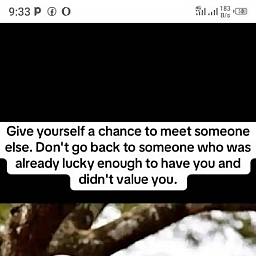 9:33
183
B/s
Give yourself a chance to meet someone
else. Don't go back to someone who was
already lucky enough to have you and
didn't value you.